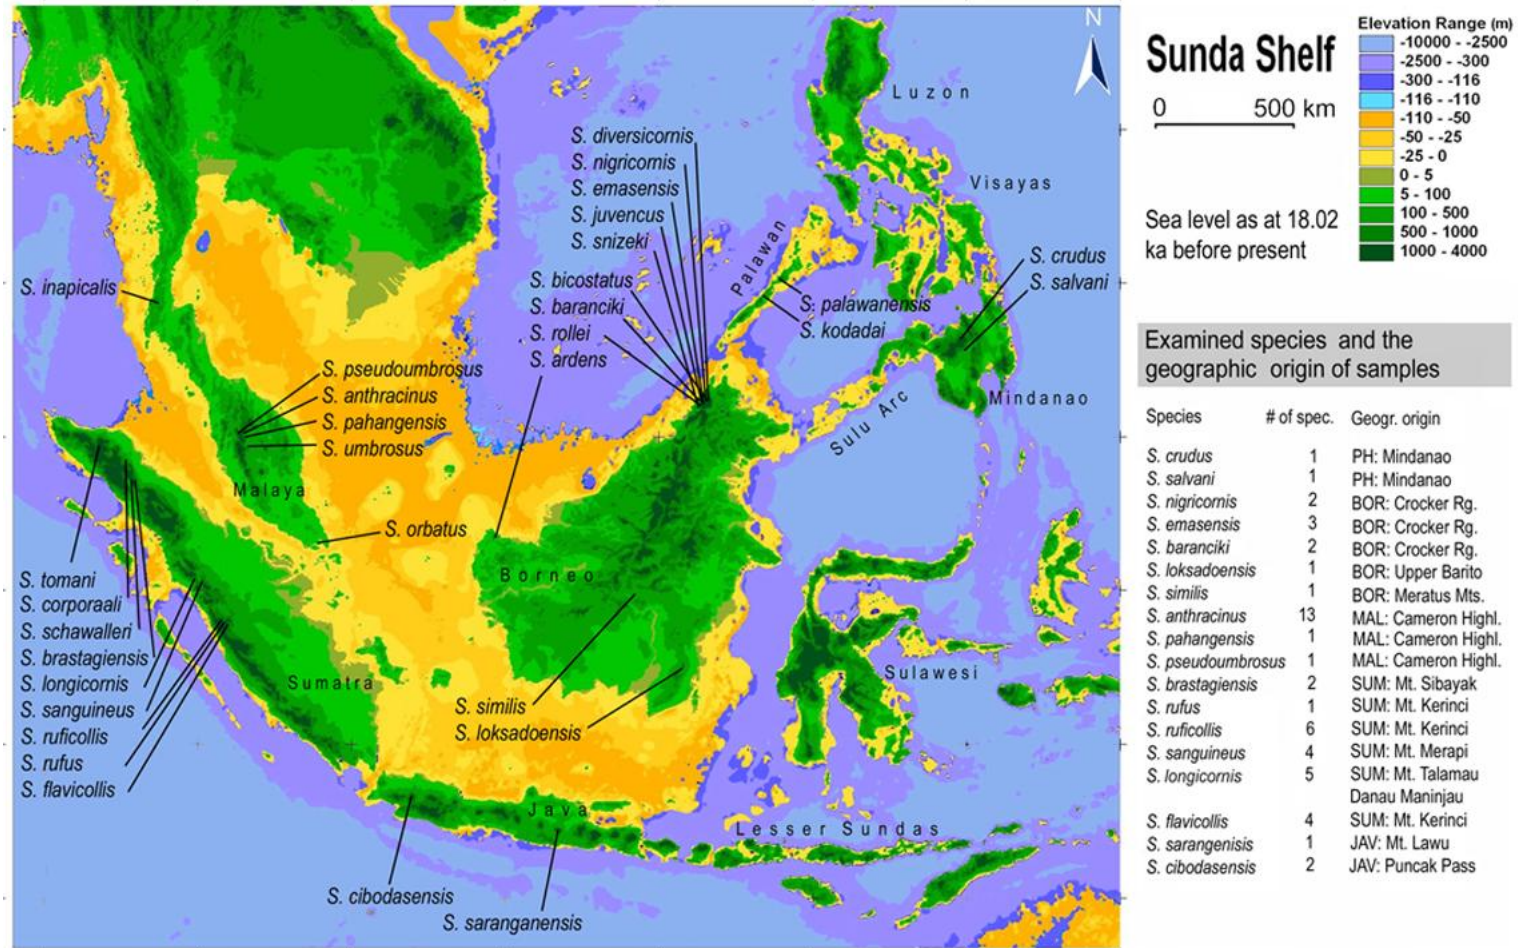 N
Luzon
Visayas
S. diversicornis
S. nigricornis
S. emasensis
S. juvencus
S. snizeki
S. bicostatus
S. baranciki
S. rollei
S. ardens
Palawan
S. palawanensis
S. kodadai
S. crudus
S. salvani
Mindanao
Sulu Arc
S. inapicalis
S. pseudoumbrosus
S. anthracinus
S. pahangensis
S. umbrosus
Malaya
S. orbatus
Borneo
S. tomani
S. corporaali
S. schawalleri
S. brastagiensis
S. longicornis
S. sanguineus
S. ruficollis
S. rufus
S. flavicollis
Sumatra
S. similis
S. loksadoensis
Sulawesi
Java
Lesser Sundas
S. cibodasensis
S. saranganensis
Sunda Shelf
0 500 km
Sea level as at 18.02
ka before present
Elevation Range (m)
-10000 - -2500
-2500 - -300
-300 - -116
-116 - -110
-110 - -50
-50 - -25
-25 - 0
0 - 5
5 - 100
100 - 500
500 - 1000
1000 - 4000
Examined species and the
geographic origin of samples
Species # of spec. Geogr. origin
S. crudus 1 PH: Mindanao
S. salvani 1 PH: Mindanao
S. nigricornis 2 BOR: Crocker Rg.
S. emasensis 3 BOR: Crocker Rg.
S. baranciki 2 BOR: Crocker Rg.
S. loksadoensis 1 BOR: Upper Barito
S. similis 1 BOR: Meratus Mts.
S. anthracinus 13 MAL: Cameron Highl.
S. pahangensis 1 MAL: Cameron Highl.
S. pseudoumbrosus 1 MAL: Cameron Highl.
S. brastagiensis 2 SUM: Mt. Sibayak
S. rufus 1 SUM: Mt. Kerinci
S. ruficollis 6 SUM: Mt. Kerinci
S. sanguineus 4 SUM: Mt. Merapi
S. longicornis 5 SUM: Mt. Talamau
Danau Maninjau
S. flavicollis 4 SUM: Mt. Kerinci
S. sarangenisis 1 JAV: Mt. Lawu
S. cibodasensis 2 JAV: Puncak Pass